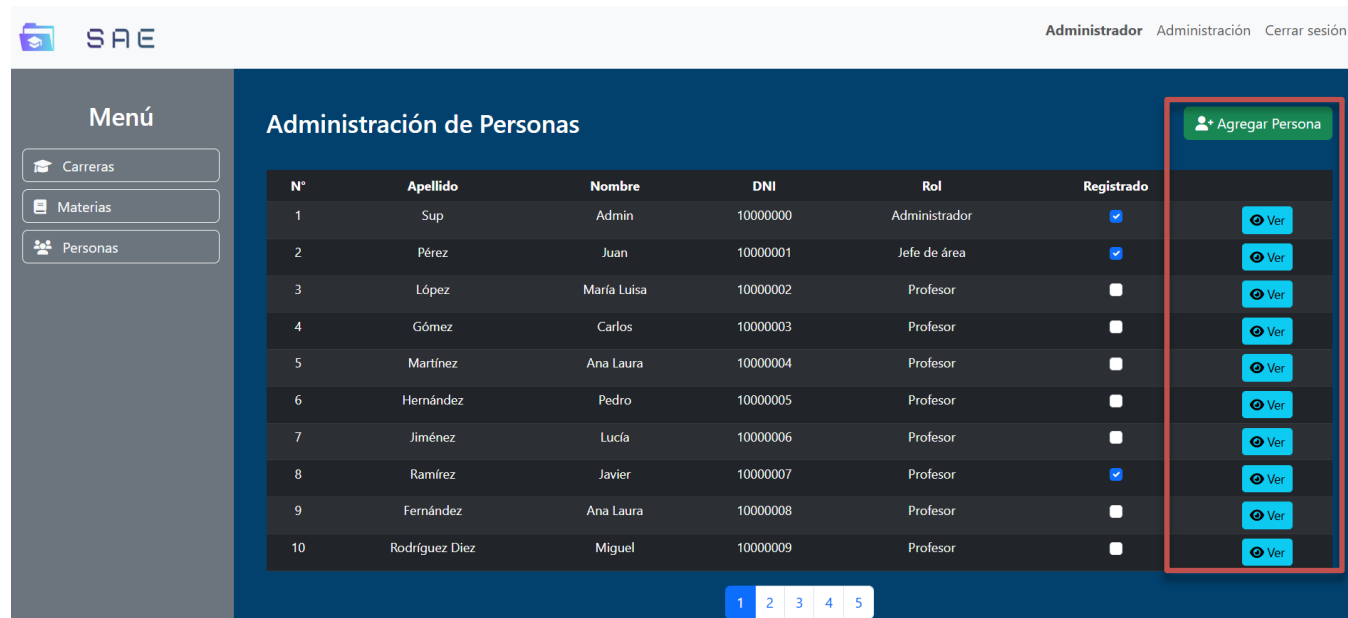 SAE
Administrador Administración Cerrar sesión
Menú
Carreras
Materias
Personas
Administración de Personas
Agregar Persona
N° Apellido Nombre DNI Rol Registrado
1 Sup Admin 10000000 Administrador Ver
2 Pérez Juan 10000001 Jefe de área Ver
3 López María Luisa 10000002 Profesor Ver
4 Gómez Carlos 10000003 Profesor Ver
5 Martínez Ana Laura 10000004 Profesor Ver
6 Hernández Pedro 10000005 Profesor Ver
7 Jiménez Lucía 10000006 Profesor Ver
8 Ramírez Javier 10000007 Profesor Ver
9 Fernández Ana Laura 10000008 Profesor Ver
10 Rodríguez Diez Miguel 10000009 Profesor Ver
1 2 3 4 5